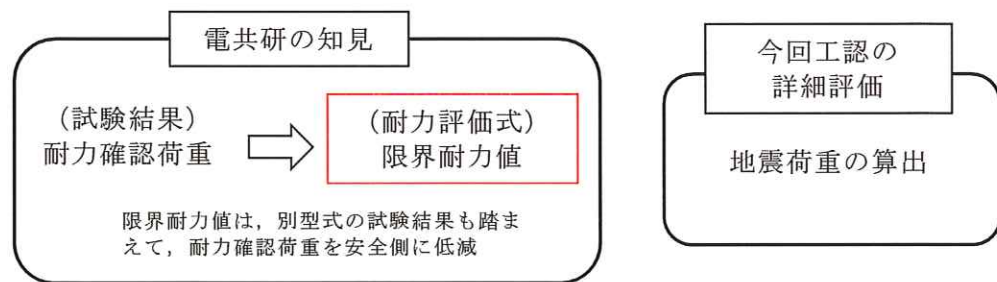 電共研の知見
（試験結果）
耐力確認荷重
（耐力評価式）
限界耐力値
限界耐力値は，別型式の試験結果も踏ま
えて，耐力確認荷重を安全側に低減
今回工認の
詳細評価
地震荷重の算出